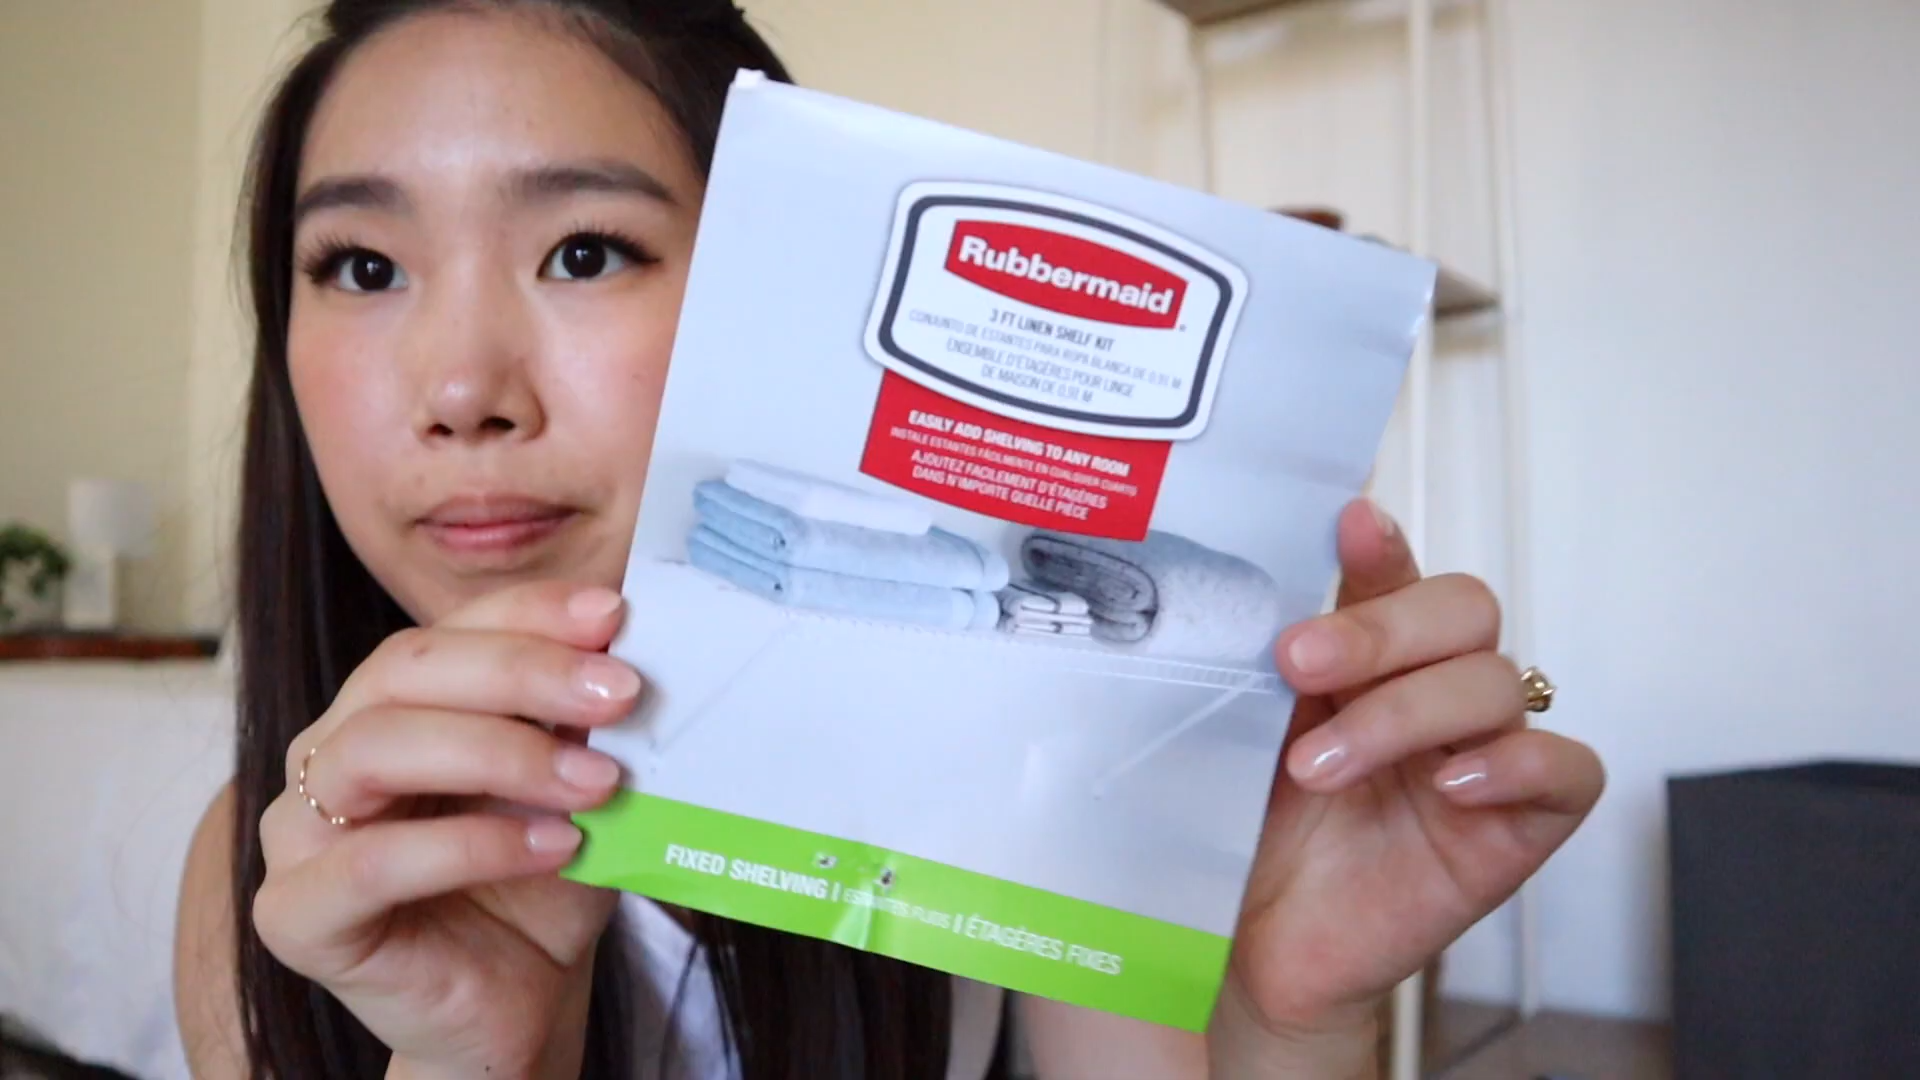 Rubbermaid
3 FT LINEN SHELF KIT
CONJUNTO DE ESTANTES PARA ROPA BLANCA DE 0,91 M
ENSEMBLE D'ÉTAGÈRES POUR LINGE
DE MAISON DE 0,91 M
EASILY ADD SHELVING TO ANY ROOM
INSTALE ESTANTES FÁCILMENTE EN CUALQUIER CUARTO
AJOUTEZ FACILEMENT D'ÉTAGÈRES
DANS N'IMPORTE QUELLE PIÈCE
FIXED SHELVING | ESTANTES FIJOS | ÉTAGÈRES FIXES